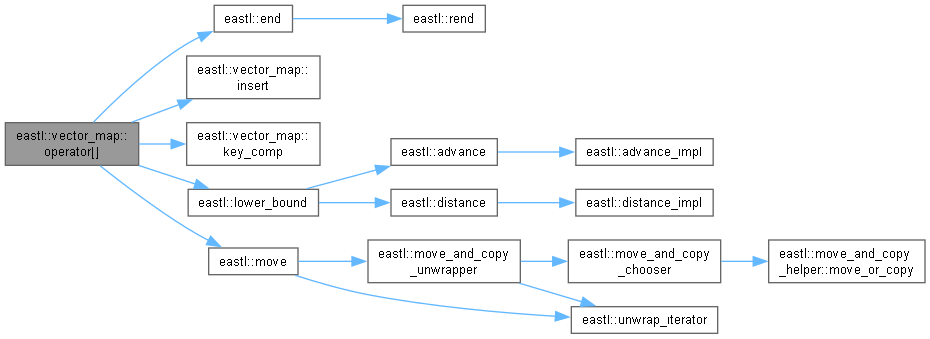 eastl::end
eastl::rend
eastl::vector_map::
insert
eastl::vector_map::
operator[]
eastl::vector_map::
key_comp
eastl::advance
eastl::advance_impl
eastl::lower_bound
eastl::distance
eastl::distance_impl
eastl::move
eastl::move_and_copy
_unwrapper
eastl::move_and_copy
_chooser
eastl::move_and_copy
_helper::move_or_copy
eastl::unwrap_iterator